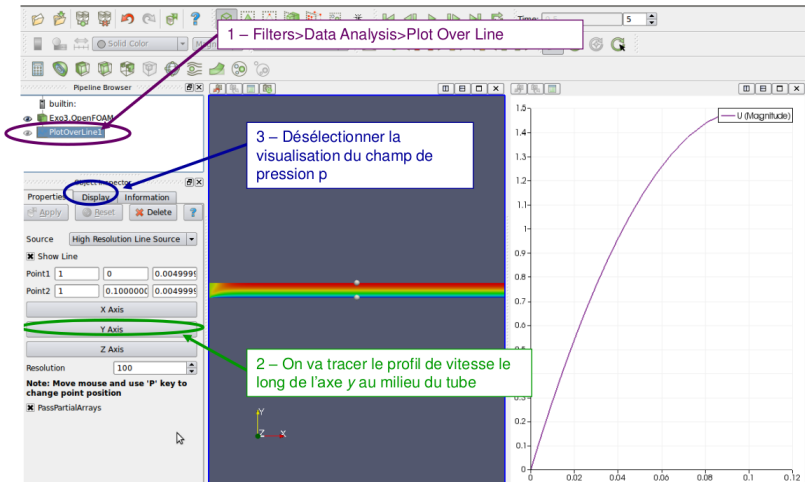 Time:
5
Solid Color
1 – Filters>Data Analysis>Plot Over Line
Pipeline Browser
builtin:
Exo3.OpenFOAM
PlotOverLine1
3 – Désélectionner la
visualisation du champ de
pression p
Object Inspector
Properties Display Information
Apply Reset Delete ?
Source High Resolution Line Source
Show Line
Point1 1 0 0.0049999
Point2 1 0.1000000 0.0049999
X Axis
Y Axis
Z Axis
Resolution 100
Note: Move mouse and use 'P' key to
change point position
PassPartialArrays
2 – On va tracer le profil de vitesse le
long de l'axe y au milieu du tube
Y
Z X
U (Magnitude)
1.5
1.4
1.3
1.2
1.1
1
0.9
0.8
0.7
0.6
0.5
0.4
0.3
0.2
0.1
0
0 0.02 0.04 0.06 0.08 0.1 0.12